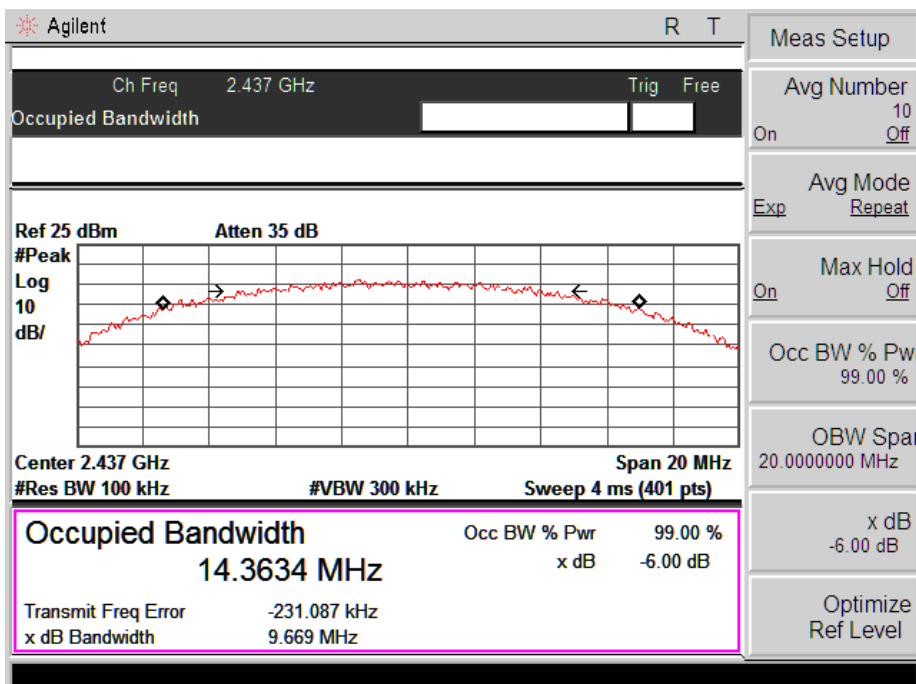 Agilent R T
Ch Freq 2.437 GHz Trig Free
Occupied Bandwidth
Ref 25 dBm Atten 35 dB
#Peak
Log
10
dB/
Center 2.437 GHz Span 20 MHz
#Res BW 100 kHz #VBW 300 kHz Sweep 4 ms (401 pts)
Occupied Bandwidth Occ BW % Pwr 99.00 %
14.3634 MHz x dB -6.00 dB
Transmit Freq Error -231.087 kHz
x dB Bandwidth 9.669 MHz
Meas Setup
Avg Number
10
On Off
Avg Mode
Exp Repeat
Max Hold
On Off
Occ BW % Pwr
99.00 %
OBW Span
20.0000000 MHz
x dB
-6.00 dB
Optimize
Ref Level